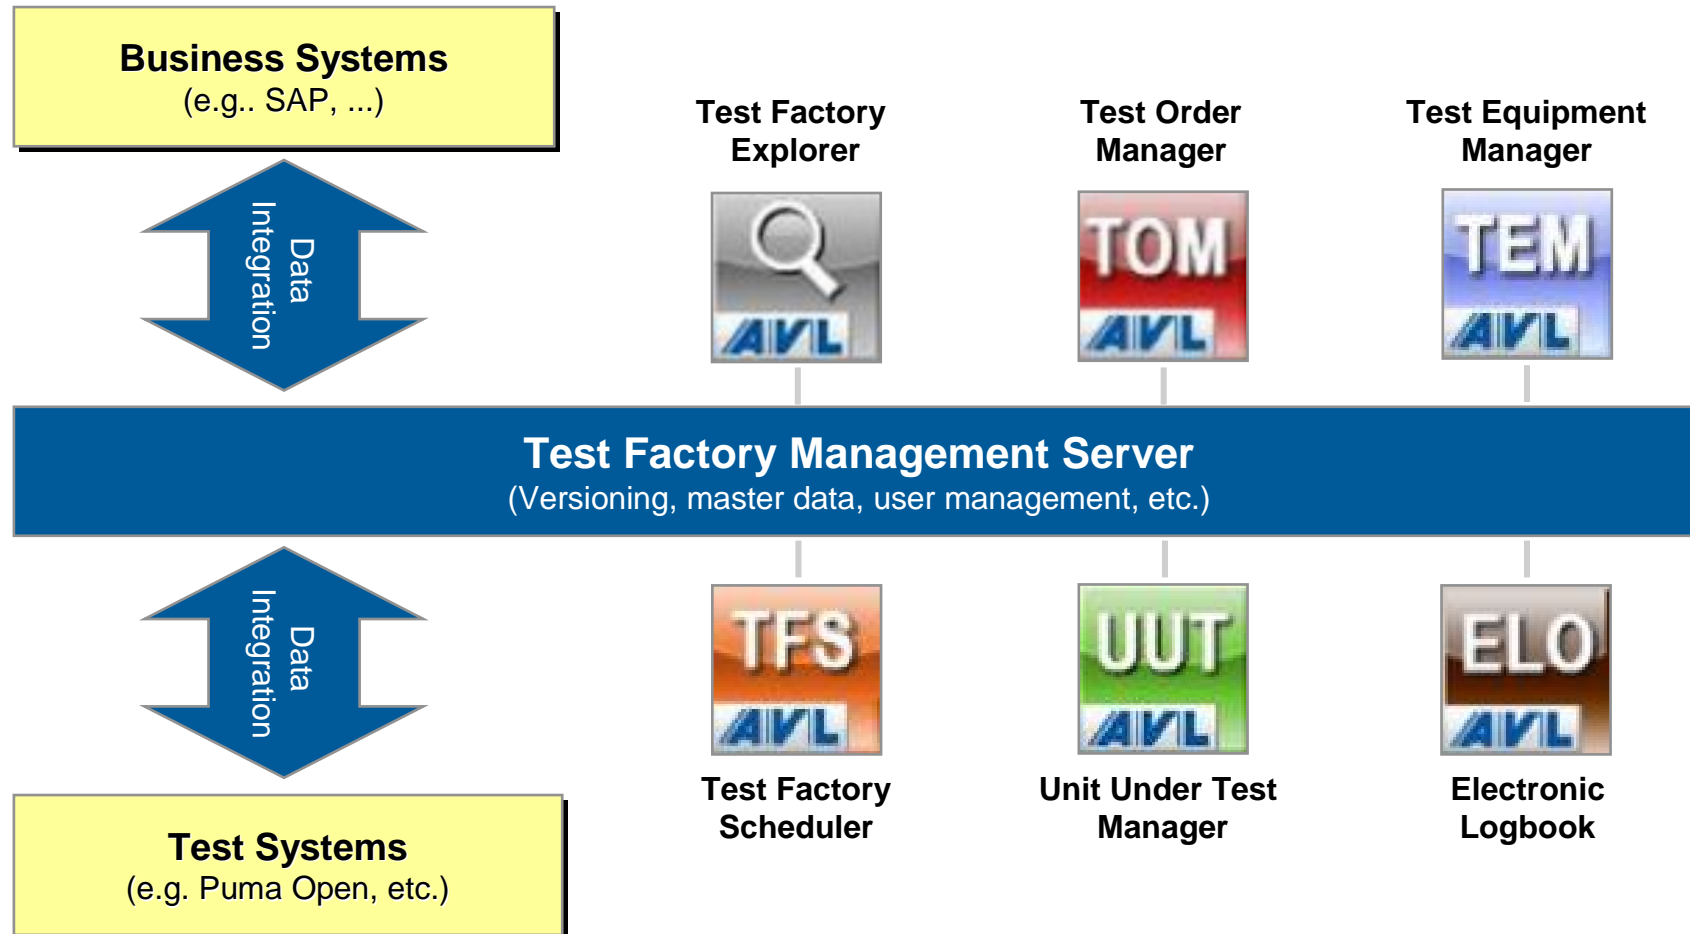 Business Systems
(e.g.. SAP, ...)
Data
Integration
Test Factory
Explorer
AVL
Test Order
Manager
TOM
AVL
Test Equipment
Manager
TEM
AVL
Test Factory Management Server
(Versioning, master data, user management, etc.)
Data
Integration
TFS
AVL
Test Factory
Scheduler
UUT
AVL
Unit Under Test
Manager
ELO
AVL
Electronic
Logbook
Test Systems
(e.g. Puma Open, etc.)